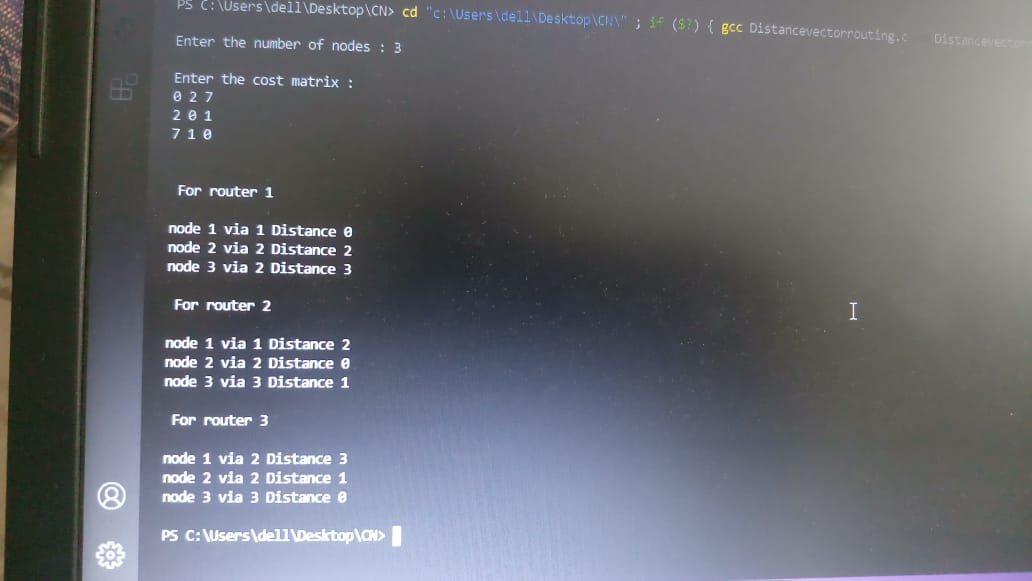 PS C:\Users\dell\Desktop\CN> cd "c:\Users\dell\Desktop\CN\" ; if ($?) { gcc Distancevectorrouting.c
Enter the number of nodes : 3
Enter the cost matrix :
0 2 7
2 0 1
7 1 0
For router 1
node 1 via 1 Distance 0
node 2 via 2 Distance 2
node 3 via 2 Distance 3
For router 2
node 1 via 1 Distance 2
node 2 via 2 Distance 0
node 3 via 3 Distance 1
For router 3
node 1 via 2 Distance 3
node 2 via 2 Distance 1
node 3 via 3 Distance 0
PS C:\Users\dell\Desktop\CN>